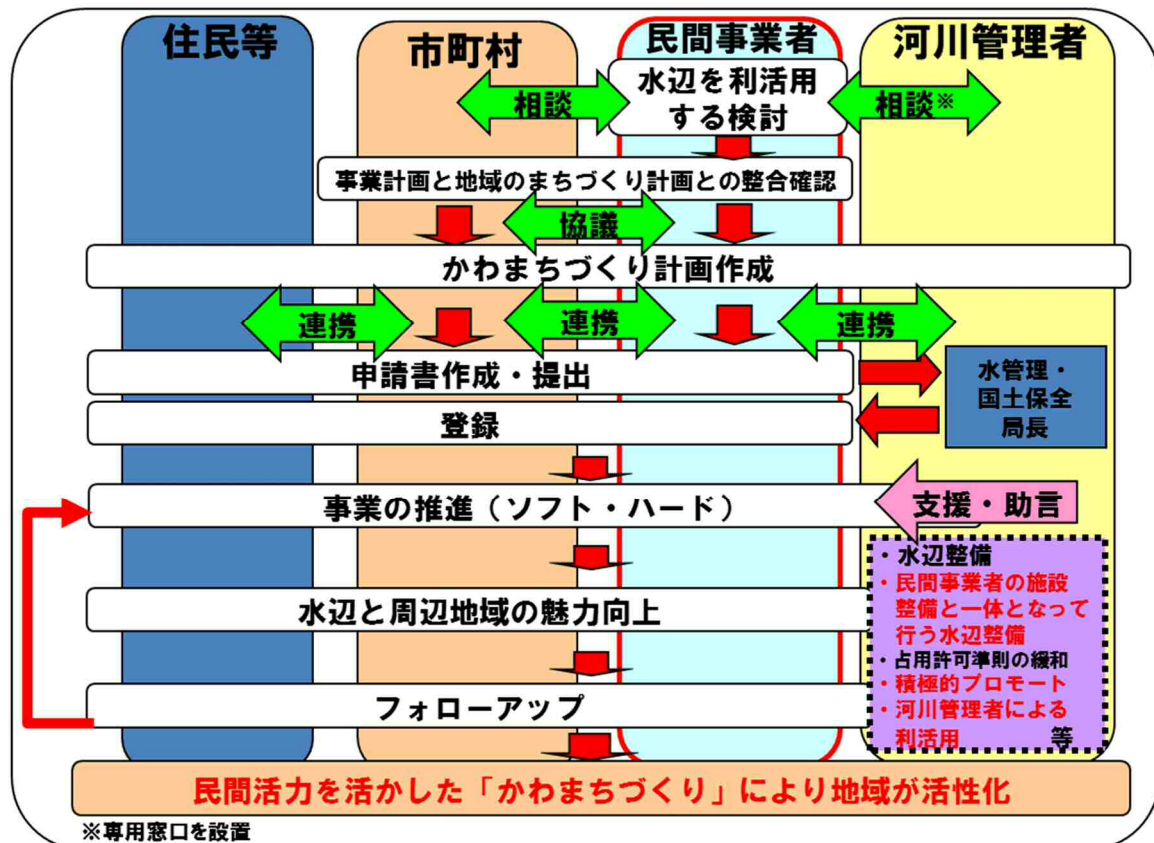 住民等
市町村
民間事業者
河川管理者
相談
水辺を利活用
する検討
相談※
事業計画と地域のまちづくり計画との整合確認
協議
かわまちづくり計画作成
連携
連携
連携
申請書作成・提出
水管理・
国土保全
局長
登録
事業の推進(ソフト・ハード)
支援・助言
・水辺整備
・民間事業者の施設
整備と一体となって
行う水辺整備
・占用許可準則の緩和
・積極的プロモート
・河川管理者による
利活用 等
水辺と周辺地域の魅力向上
フォローアップ
民間活力を活かした「かわまちづくり」により地域が活性化
※専用窓口を設置